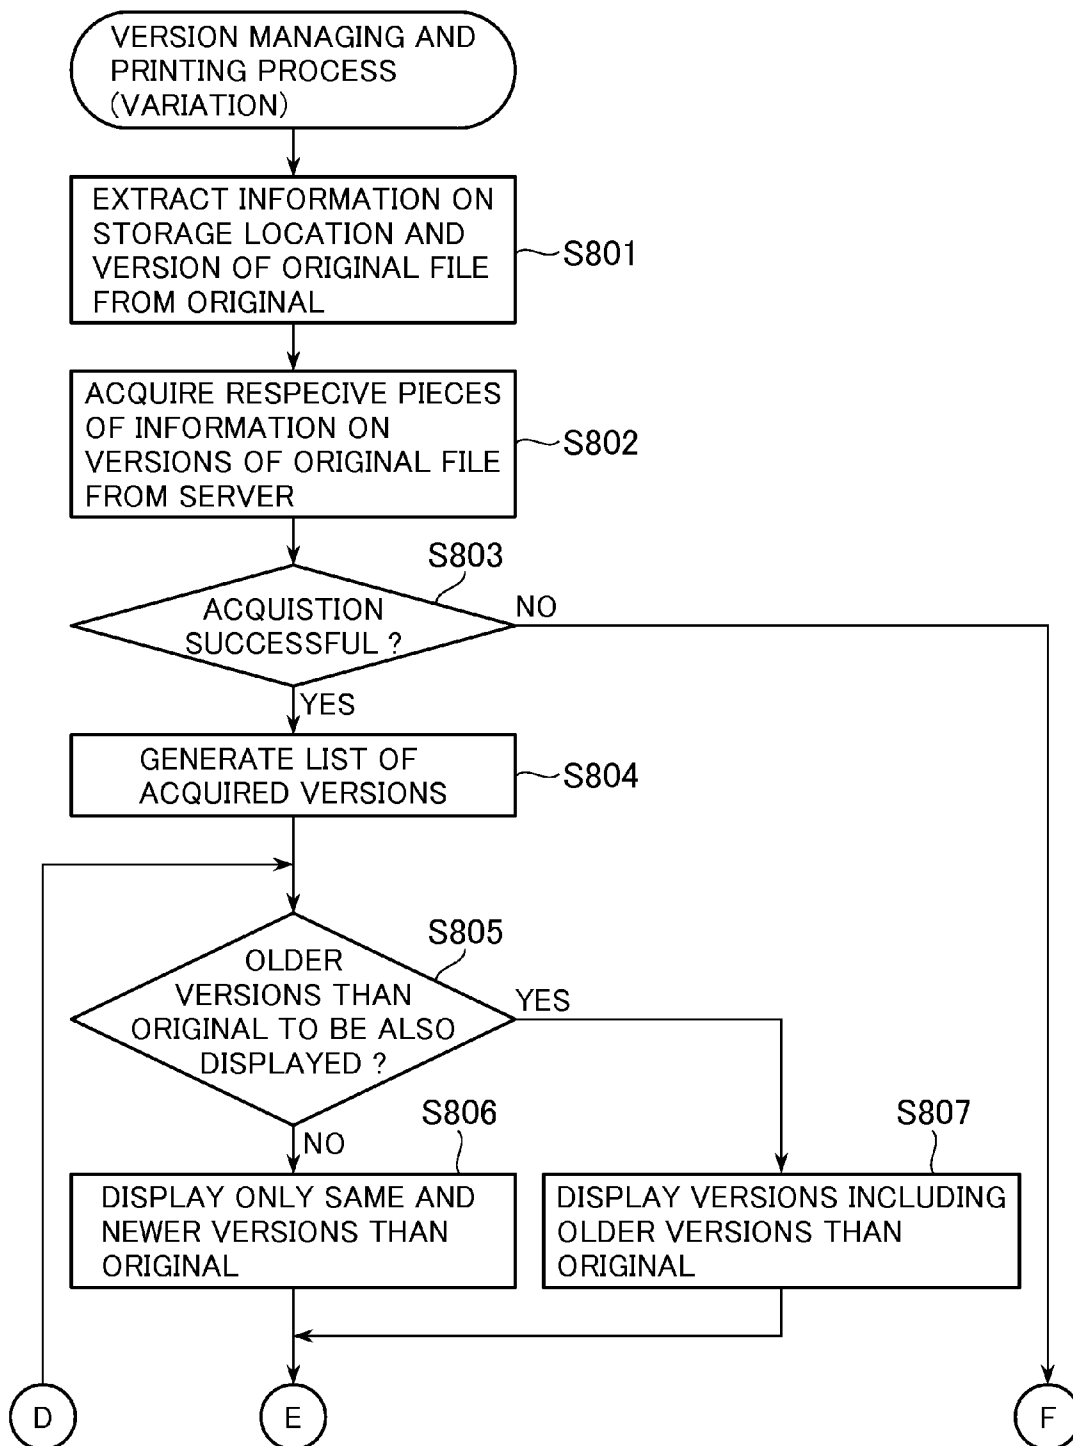 VERSION MANAGING AND
PRINTING PROCESS
(VARIATION)
EXTRACT INFORMATION ON
STORAGE LOCATION AND
VERSION OF ORIGINAL FILE
FROM ORIGINAL
S801
ACQUIRE RESPECIVE PIECES
OF INFORMATION ON
VERSIONS OF ORIGINAL FILE
FROM SERVER
S802
S803
ACQUISTION
SUCCESSFUL ?
NO
YES
GENERATE LIST OF
ACQUIRED VERSIONS
S804
S805
OLDER
VERSIONS THAN
ORIGINAL TO BE ALSO
DISPLAYED ?
YES
NO
S806
DISPLAY ONLY SAME AND
NEWER VERSIONS THAN
ORIGINAL
S807
DISPLAY VERSIONS INCLUDING
OLDER VERSIONS THAN
ORIGINAL
D
E
F